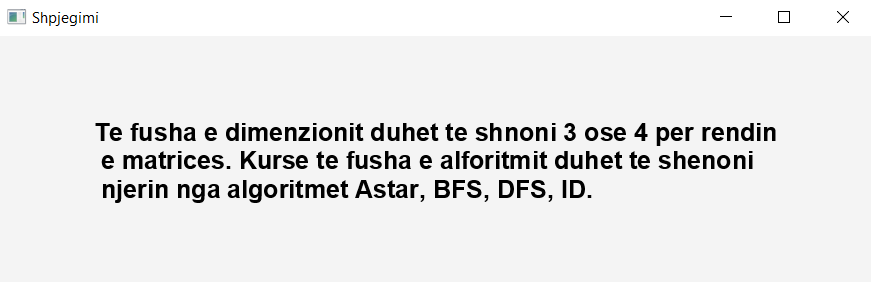 Shpjegimi
Te fusha e dimenzionit duhet te shnoni 3 ose 4 per rendin
e matrices. Kurse te fusha e alforitmit duhet te shenoni
njerin nga algoritmet Astar, BFS, DFS, ID.